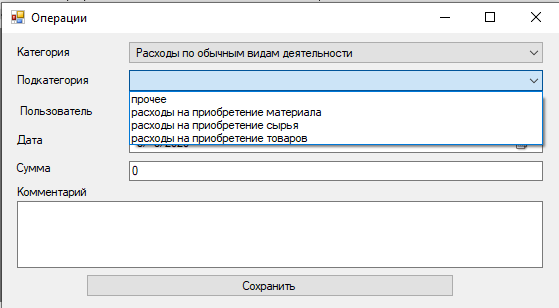 Операции
Категория
Расходы по обычным видам деятельности
Подкатегория
прочее
расходы на приобретение материала
расходы на приобретение сырья
расходы на приобретение товаров
Пользователь
Дата
Сумма
0
Комментарий
Сохранить